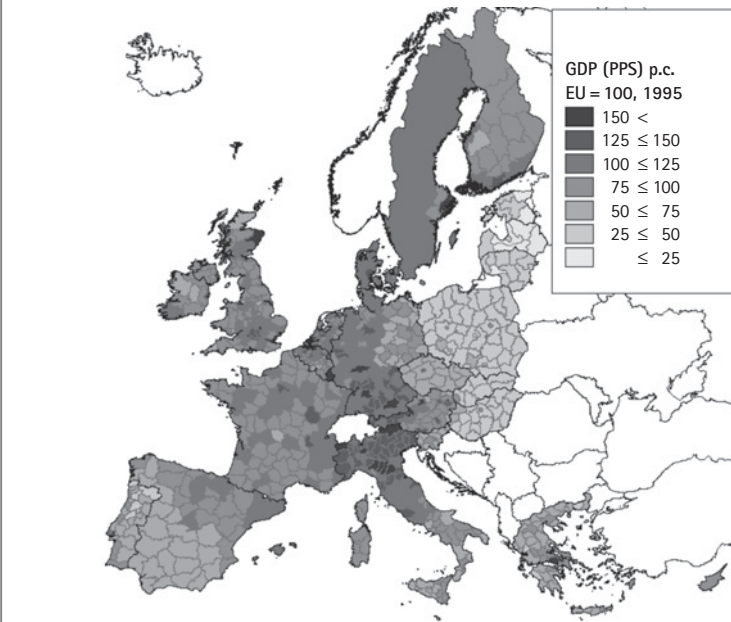 GDP (PPS) p.c.
EU = 100, 1995
150 <
125 ≤ 150
100 ≤ 125
75 ≤ 100
50 ≤ 75
25 ≤ 50
≤ 25